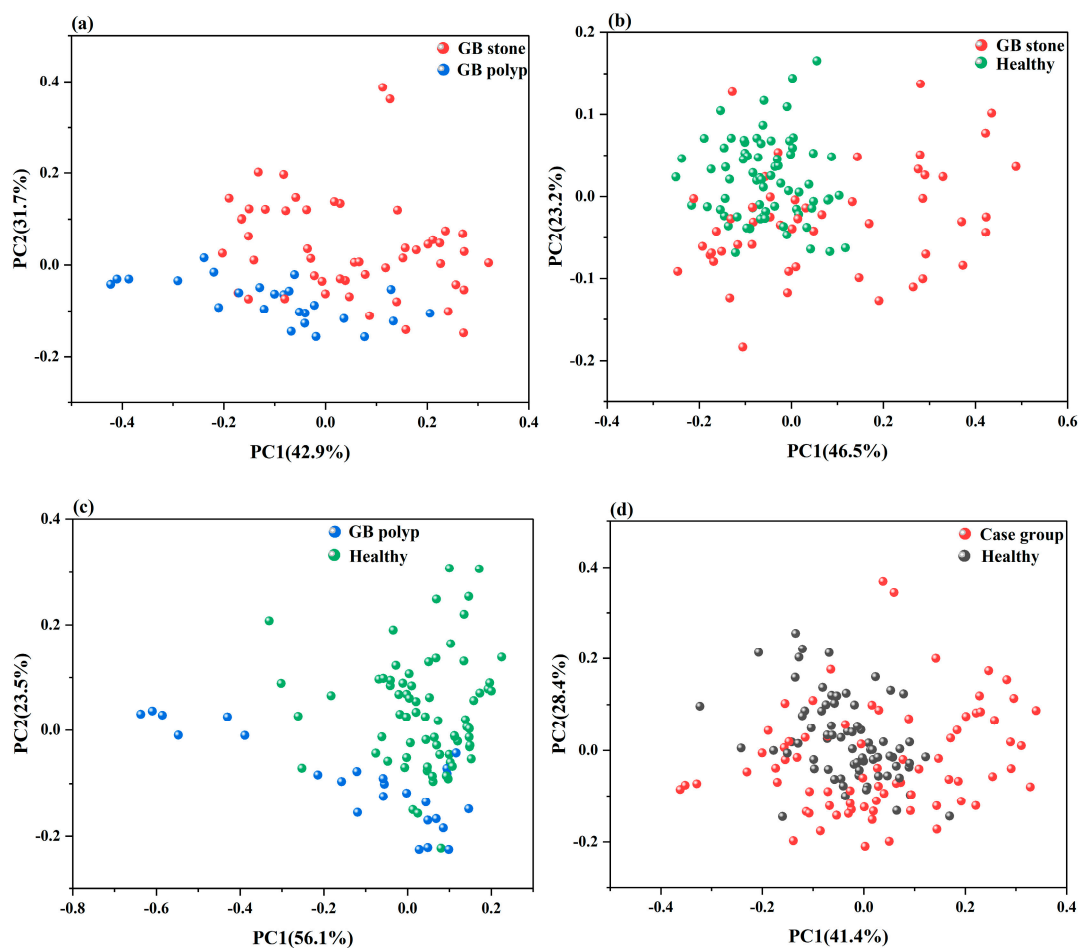 (a)
GB stone
GB polyp
0.4
0.2
0.0
-0.2
PC2(31.7%)
-0.4 -0.2 0.0 0.2 0.4
PC1(42.9%)
(b)
GB stone
Healthy
0.2
0.1
0.0
-0.1
-0.2
PC2(23.2%)
-0.4 -0.2 0.0 0.2 0.4 0.6
PC1(46.5%)
(c)
GB polyp
Healthy
0.4
0.2
0.0
-0.2
PC2(23.5%)
-0.8 -0.6 -0.4 -0.2 0.0 0.2
PC1(56.1%)
(d)
Case group
Healthy
0.4
0.2
0.0
-0.2
PC2(28.4%)
-0.4 -0.2 0.0 0.2 0.4
PC1(41.4%)